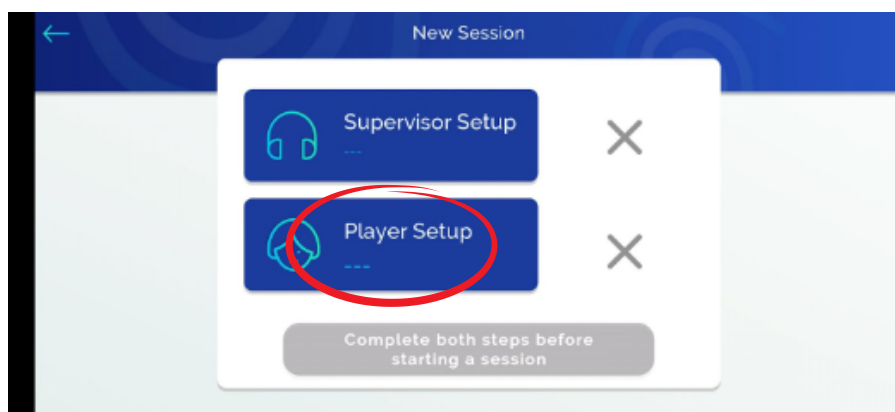 New Session
Supervisor Setup
---
Player Setup
---
Complete both steps before
starting a session